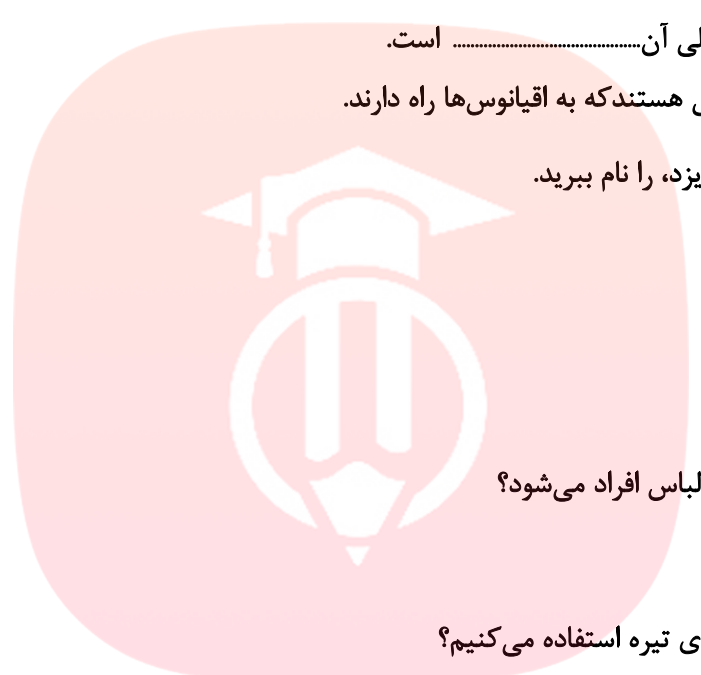 لی آن........................................ است.
هستندکه به اقیانوس‌ها راه دارند.
یزد، را نام ببرید.
لباس افراد می‌شود؟
ی تیره استفاده می‌کنیم؟